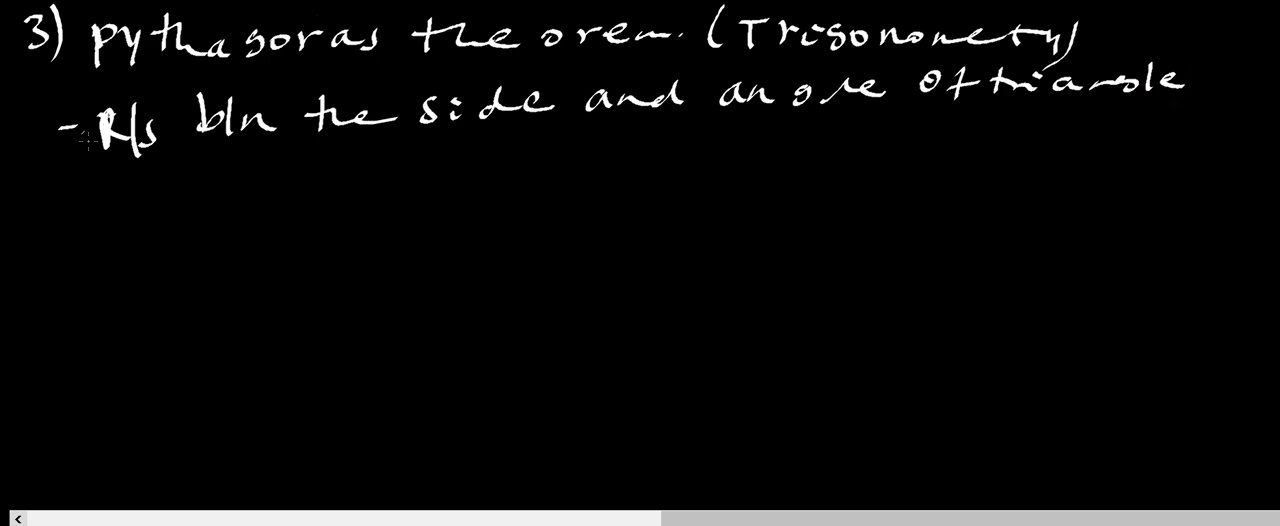 3) pythagoras theorem. (Trigonometry)
- R/s b/n the side and angle of triangle